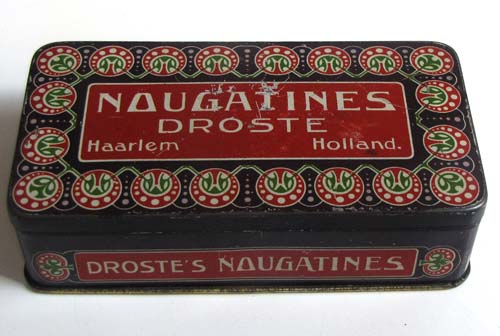 NOUGATINES
DROSTE
Haarlem Holland.
DROSTE'S NOUGATINES